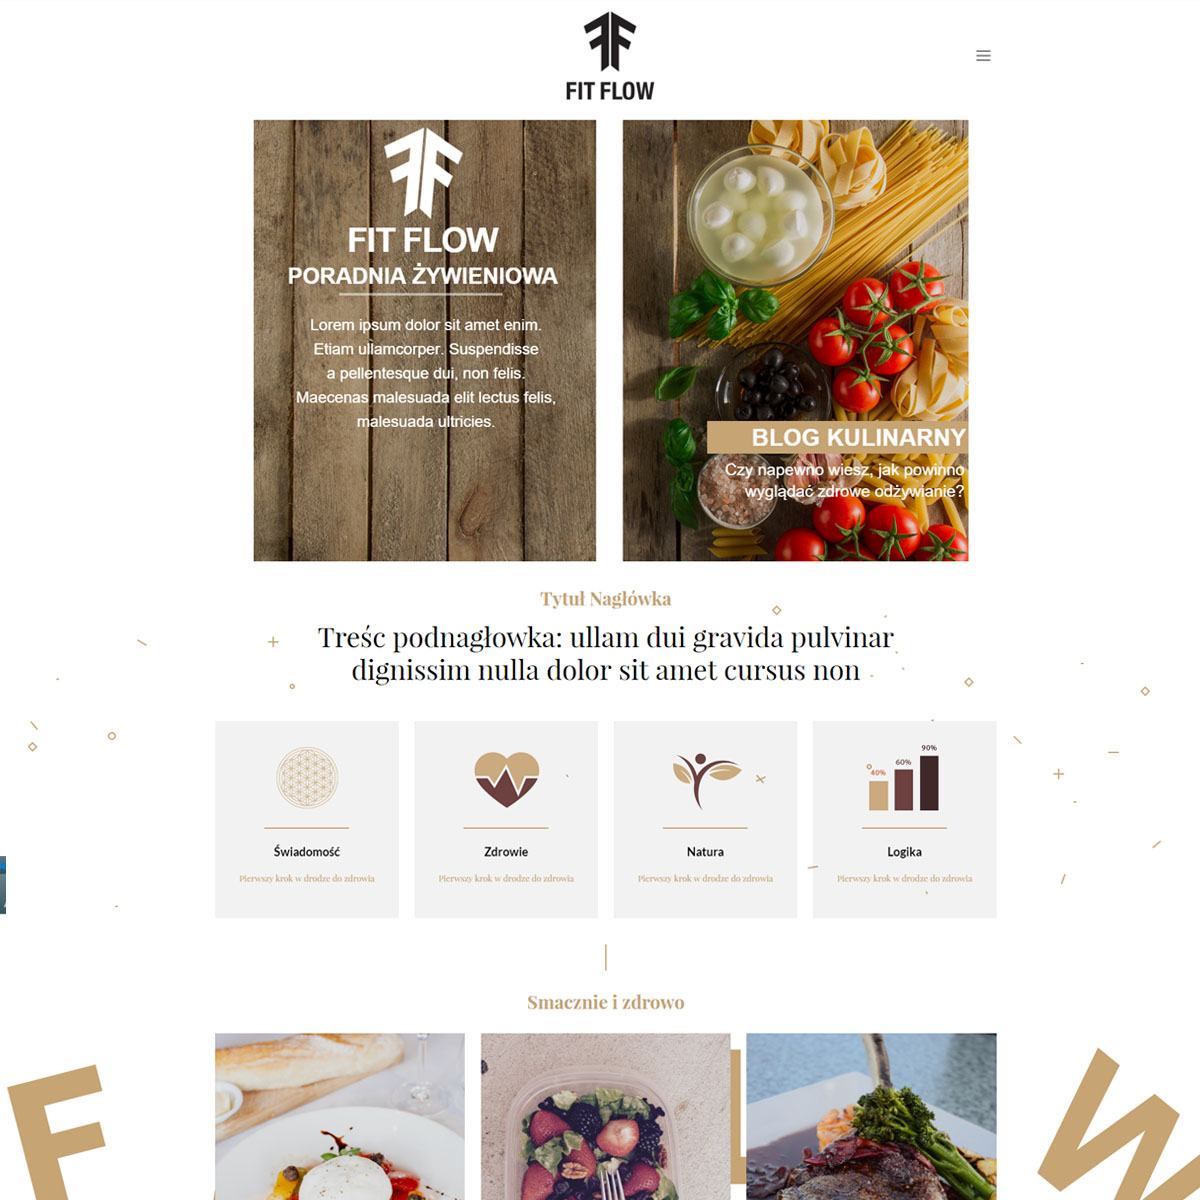 FIT FLOW
FIT FLOW
PORADNIA ŻYWIENIOWA
Lorem ipsum dolor sit amet enim.
Etiam ullamcorper. Suspendisse
a pellentesque dui, non felis.
Maecenas malesuada elit lectus felis,
malesuada ultricies.
BLOG KULINARNY
Czy napewno wiesz, jak powinno
wyglądać zdrowe odżywianie?
Tytuł Nagłówka
Treśc podnagłowka: ullam dui gravida pulvinar
dignissim nulla dolor sit amet cursus non
Świadomość
Pierwszy krok w drodze do zdrowia
Zdrowie
Pierwszy krok w drodze do zdrowia
Natura
Pierwszy krok w drodze do zdrowia
40%
60%
90%
Logika
Pierwszy krok w drodze do zdrowia
Smacznie i zdrowo
F
W